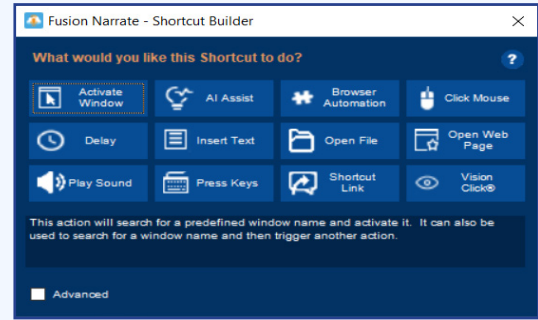 Fusion Narrate - Shortcut Builder
What would you like this Shortcut to do?
?
Activate
Window
AI Assist
Browser
Automation
Click Mouse
Delay
Insert Text
Open File
Open Web
Page
Play Sound
Press Keys
Shortcut
Link
Vision
Click®
This action will search for a predefined window name and activate it. It can also be
used to search for a window name and then trigger another action.
Advanced